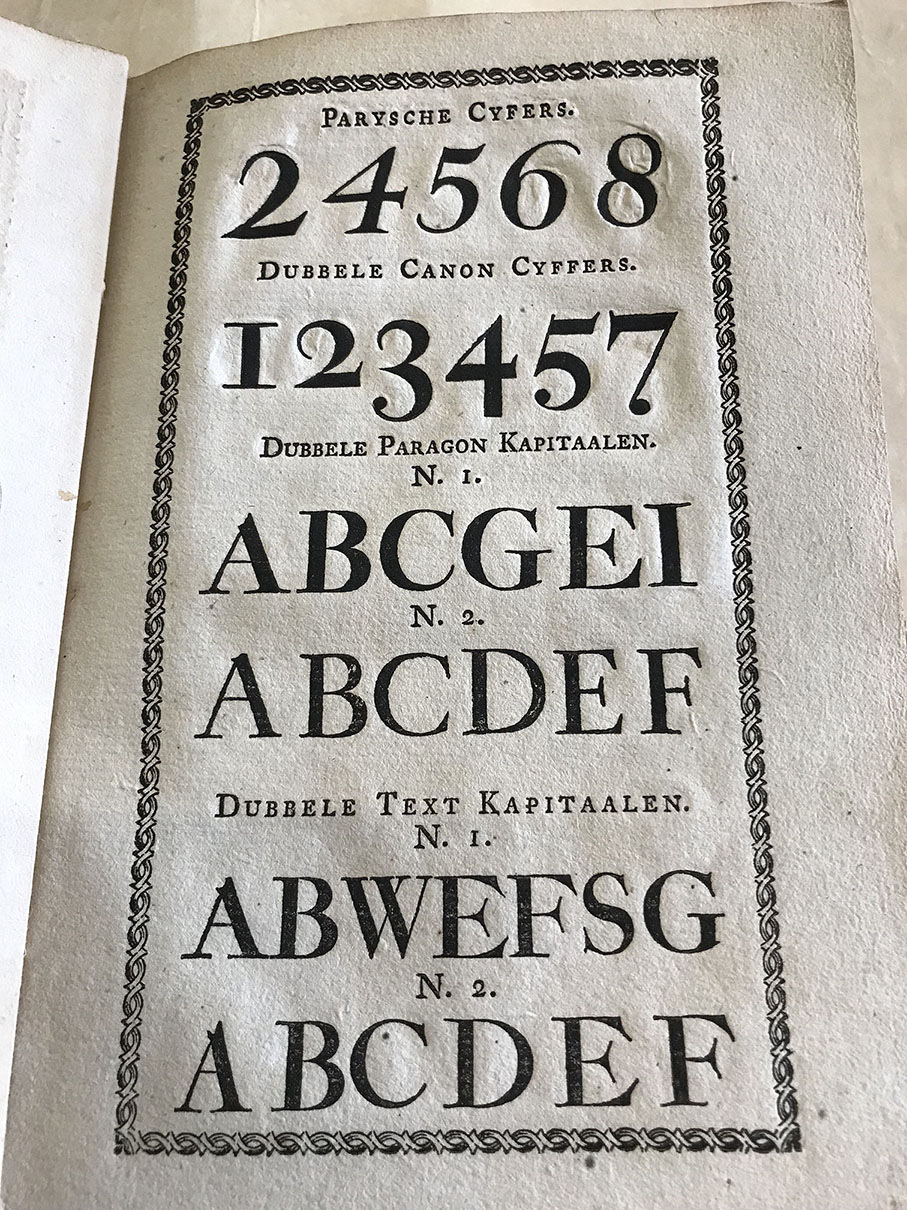 PARYSCHE CYFERS.
24568
DUBBELE CANON CYFFERS.
123457
DUBBELE PARAGON KAPITAALEN.
N. 1.
ABCGEI
N. 2.
ABCDEF
DUBBELE TEXT KAPITAALEN.
N. 1.
ABWEFSG
N. 2.
ABCDEF